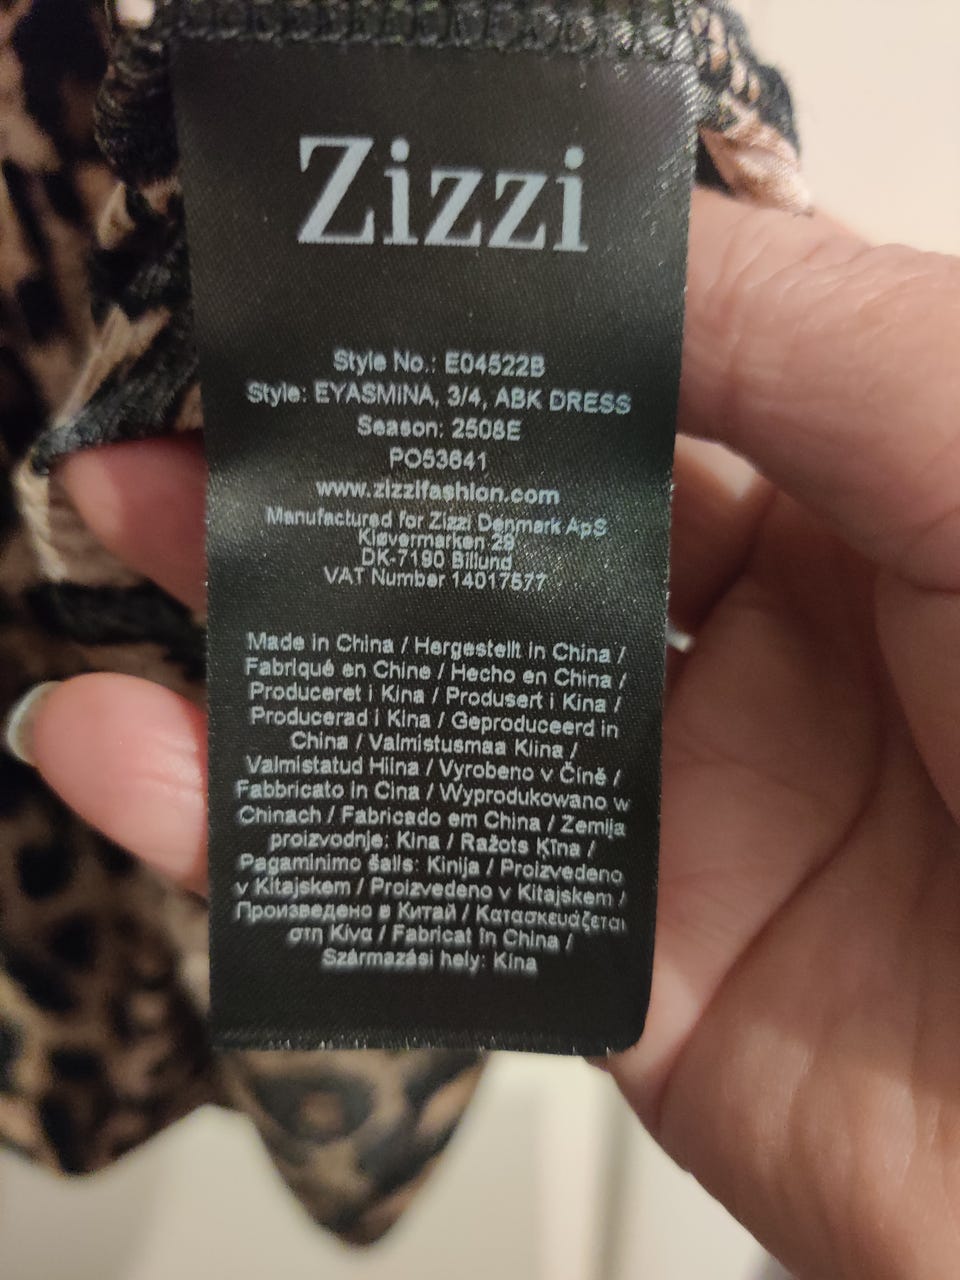 Zizzi
Style No.: E04522B
Style: EYASMINA, 3/4, ABK DRESS
Season: 2508E
PO53641
www.zizzifashion.com
Manufactured for Zizzi Denmark ApS
Kløvermarken 29
DK-7190 Billund
VAT Number 14017577
Made in China / Hergestellt in China /
Fabriqué en Chine / Hecho en China /
Produceret i Kina / Produsert i Kina /
Producerad i Kina / Geproduceerd in
China / Valmistusmaa Kiina /
Valmistatud Hiina / Vyrobeno v Číně /
Fabbricato in Cina / Wyprodukowano w
Chinach / Fabricado em China / Zemlja
proizvodnje: Kina / Ražots Ķīna /
Pagaminimo šalis: Kinija / Proizvedeno
v Kitajskem / Proizvedeno v Kitajskem /
Произведено в Китай / Κατασκευάζεται
στη Κίνα / Fabricat în China /
Származási hely: Kína